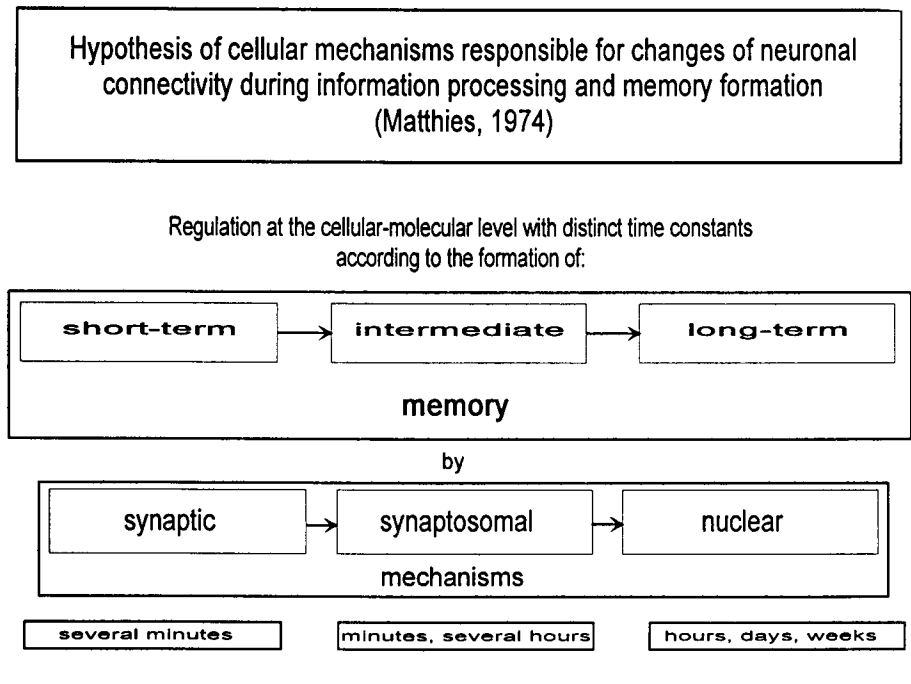 Hypothesis of cellular mechanisms responsible for changes of neuronal
connectivity during information processing and memory formation
(Matthies, 1974)
Regulation at the cellular-molecular level with distinct time constants
according to the formation of:
short-term intermediate long-term
memory
by
synaptic synaptosomal nuclear
mechanisms
several minutes minutes, several hours hours, days, weeks